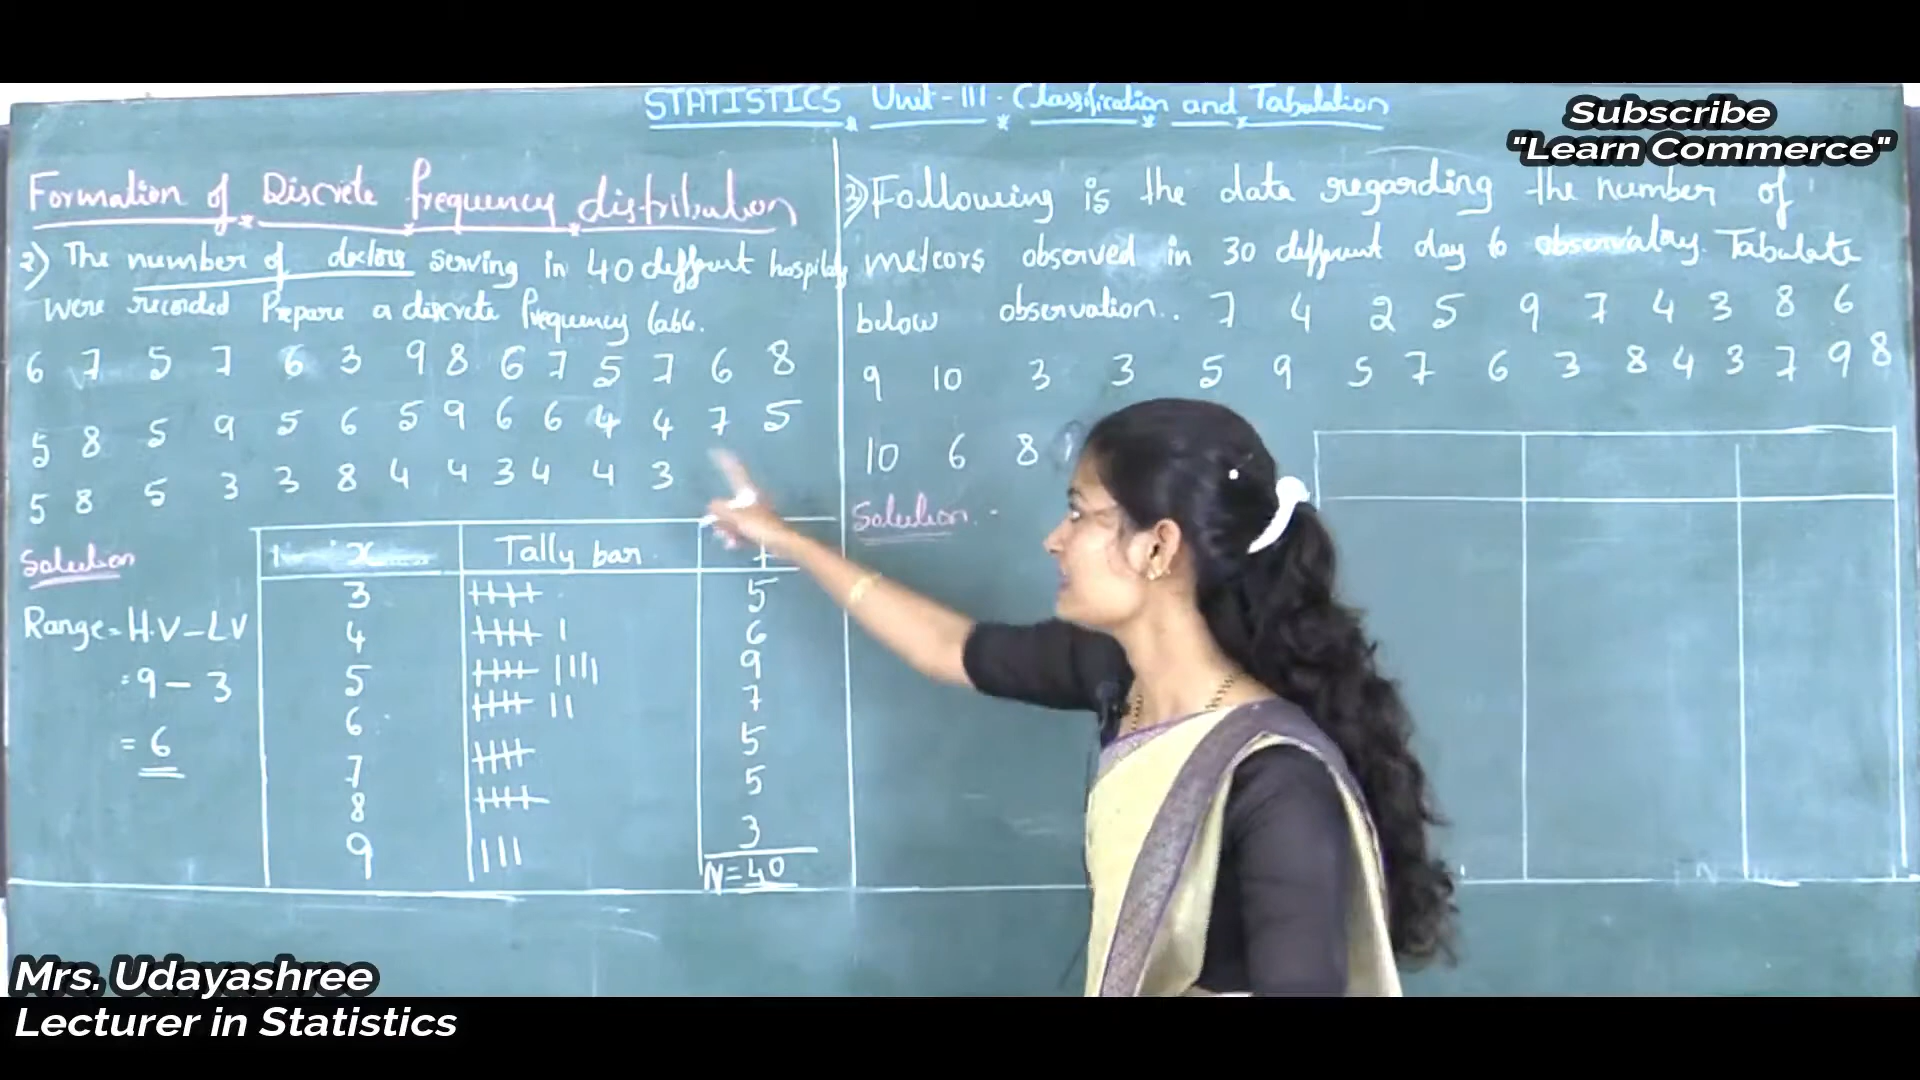 STATISTICS Unit-III. Classification and Tabulation
Subscribe
"Learn Commerce"
Formation of Discrete frequency distribution
2) The number of doctors serving in 40 different hospitals
were recorded Prepare a discrete frequency table.
6 7 5 7 6 3 9 8 6 7 5 7 6 8
5 8 5 9 5 6 5 9 6 6 4 4 7 5
5 8 5 3 3 8 4 4 3 4 4 3
Solution
Range = H.V - L V
= 9 - 3
= 6
x Tally bar f
3 5
4 6
5 9
6 7
7 5
8 5
9 3
N = 40
3) Following is the data regarding the number of
meteors observed in 30 different day to observatory. Tabulate
below observation.. 7 4 2 5 9 7 4 3 8 6
9 10 3 3 5 9 5 7 6 3 8 4 3 7 9 8
10 6 8
Solution. -
Mrs. Udayashree
Lecturer in Statistics